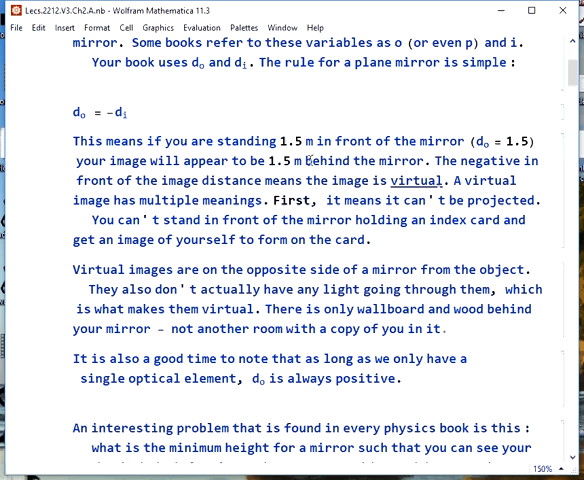 Lecs.2212.V3.Ch2.A.nb - Wolfram Mathematica 11.3
File Edit Insert Format Cell Graphics Evaluation Palettes Window Help
mirror. Some books refer to these variables as o (or even p) and i.
Your book uses dₒ and dᵢ. The rule for a plane mirror is simple :
dₒ = -dᵢ
This means if you are standing 1.5 m in front of the mirror (dₒ = 1.5)
your image will appear to be 1.5 m behind the mirror. The negative in
front of the image distance means the image is virtual. A virtual
image has multiple meanings. First, it means it can't be projected.
You can't stand in front of the mirror holding an index card and
get an image of yourself to form on the card.
Virtual images are on the opposite side of a mirror from the object.
They also don't actually have any light going through them, which
is what makes them virtual. There is only wallboard and wood behind
your mirror - not another room with a copy of you in it.
It is also a good time to note that as long as we only have a
single optical element, dₒ is always positive.
An interesting problem that is found in every physics book is this :
what is the minimum height for a mirror such that you can see your
150%